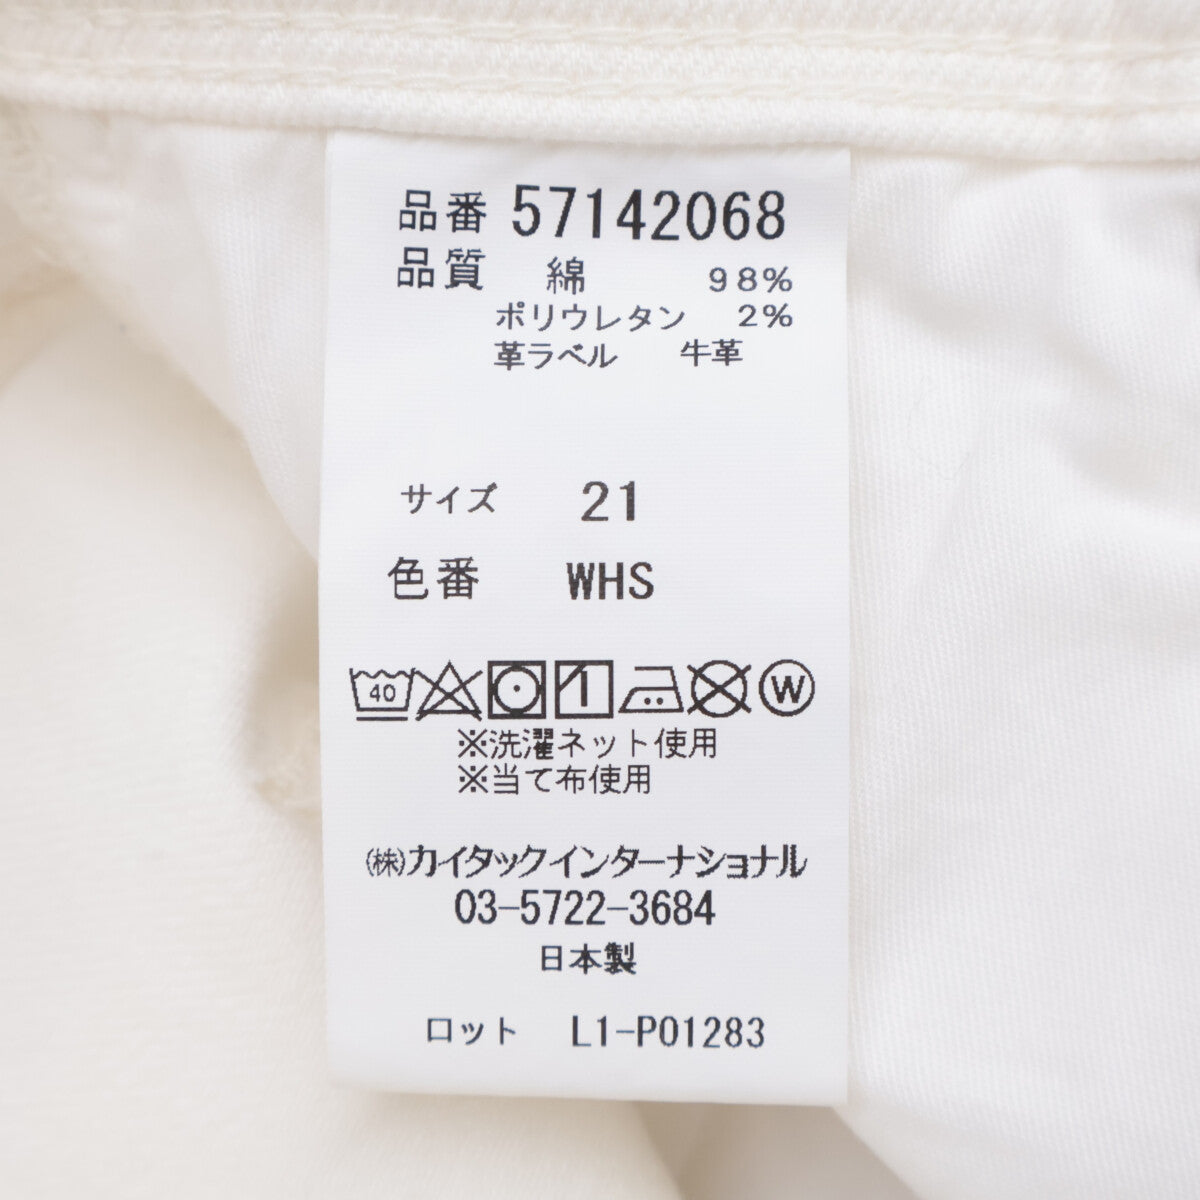 品番 57142068
品質 綿 98%
ポリウレタン 2%
革ラベル 牛革
サイズ 21
色番 WHS
40 W
※洗濯ネット使用
※当て布使用
㈱カイタックインターナショナル
03-5722-3684
日本製
ロット L1-P01283